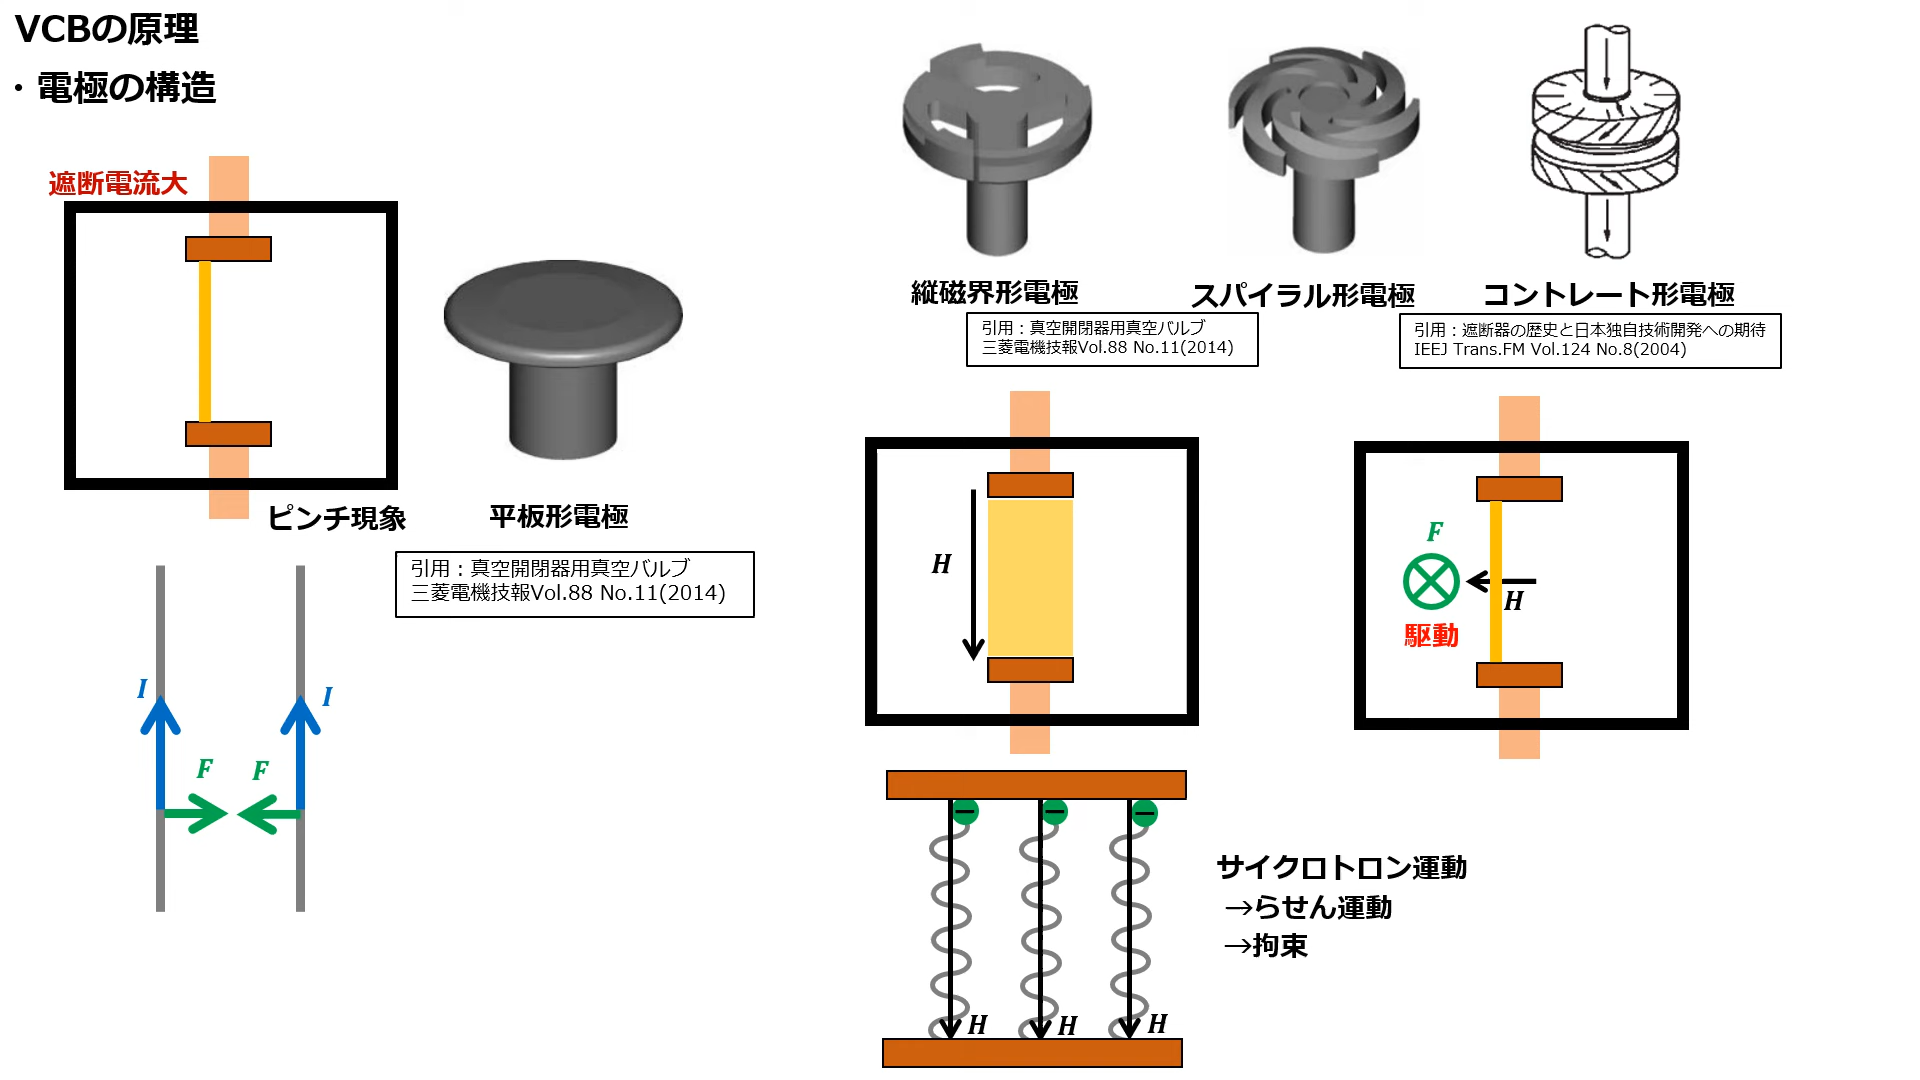 VCBの原理
・電極の構造
遮断電流大
ピンチ現象
平板形電極
引用：真空開閉器用真空バルブ
三菱電機技報Vol.88 No.11(2014)
I
I
F
F
縦磁界形電極
引用：真空開閉器用真空バルブ
三菱電機技報Vol.88 No.11(2014)
スパイラル形電極
コントレート形電極
引用：遮断器の歴史と日本独自技術開発への期待
IEEJ Trans.FM Vol.124 No.8(2004)
H
F
H
駆動
H
H
H
サイクロトロン運動
→らせん運動
→拘束